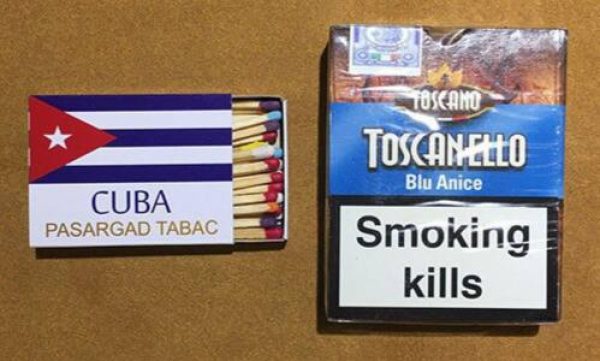 CUBA
PASARGAD TABAC
TOSCANO
TOSCANELLO
Blu Anice
Smoking
kills